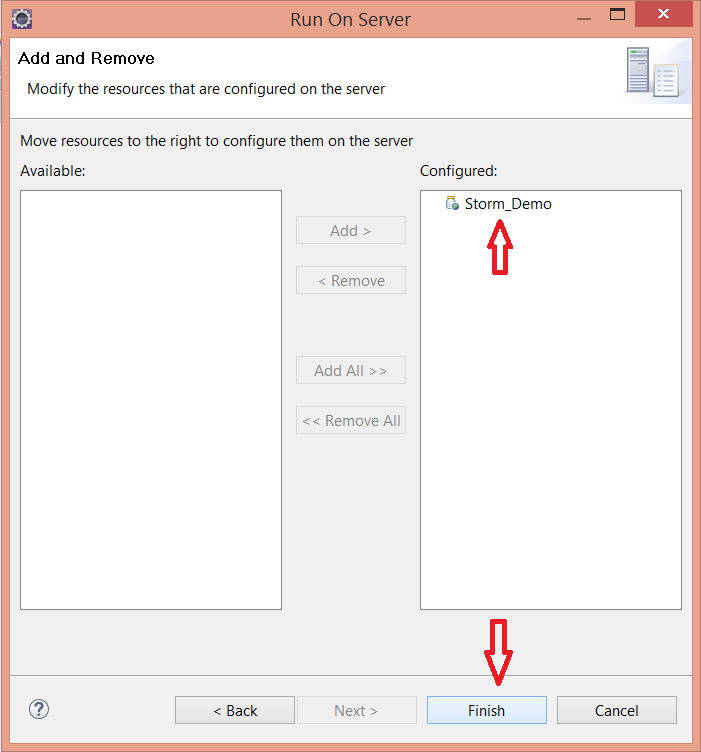 Run On Server
Add and Remove
Modify the resources that are configured on the server
Move resources to the right to configure them on the server
Available:
Configured:
Storm_Demo
Add >
< Remove
Add All >>
<< Remove All
?
< Back
Next >
Finish
Cancel